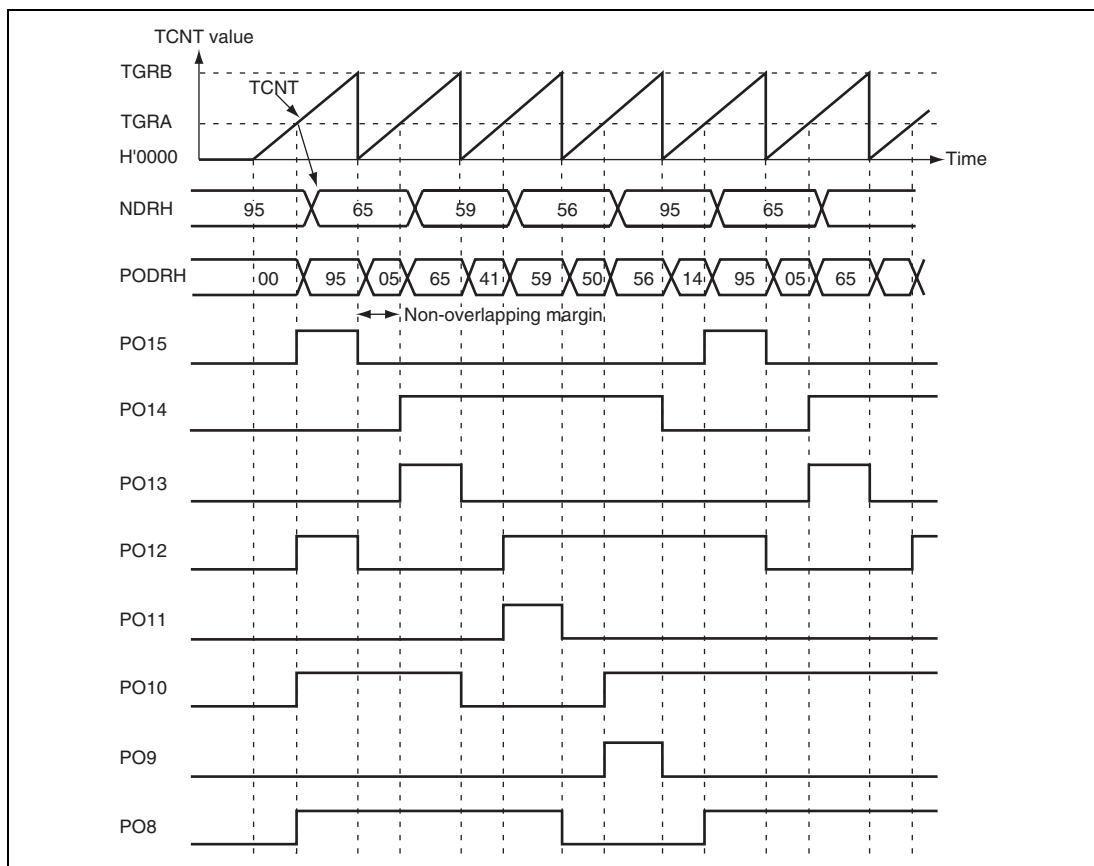 TCNT value
TGRB
TCNT
TGRA
H'0000
Time
NDRH 95 65 59 56 95 65
PODRH 00 95 05 65 41 59 50 56 14 95 05 65
Non-overlapping margin
PO15
PO14
PO13
PO12
PO11
PO10
PO9
PO8